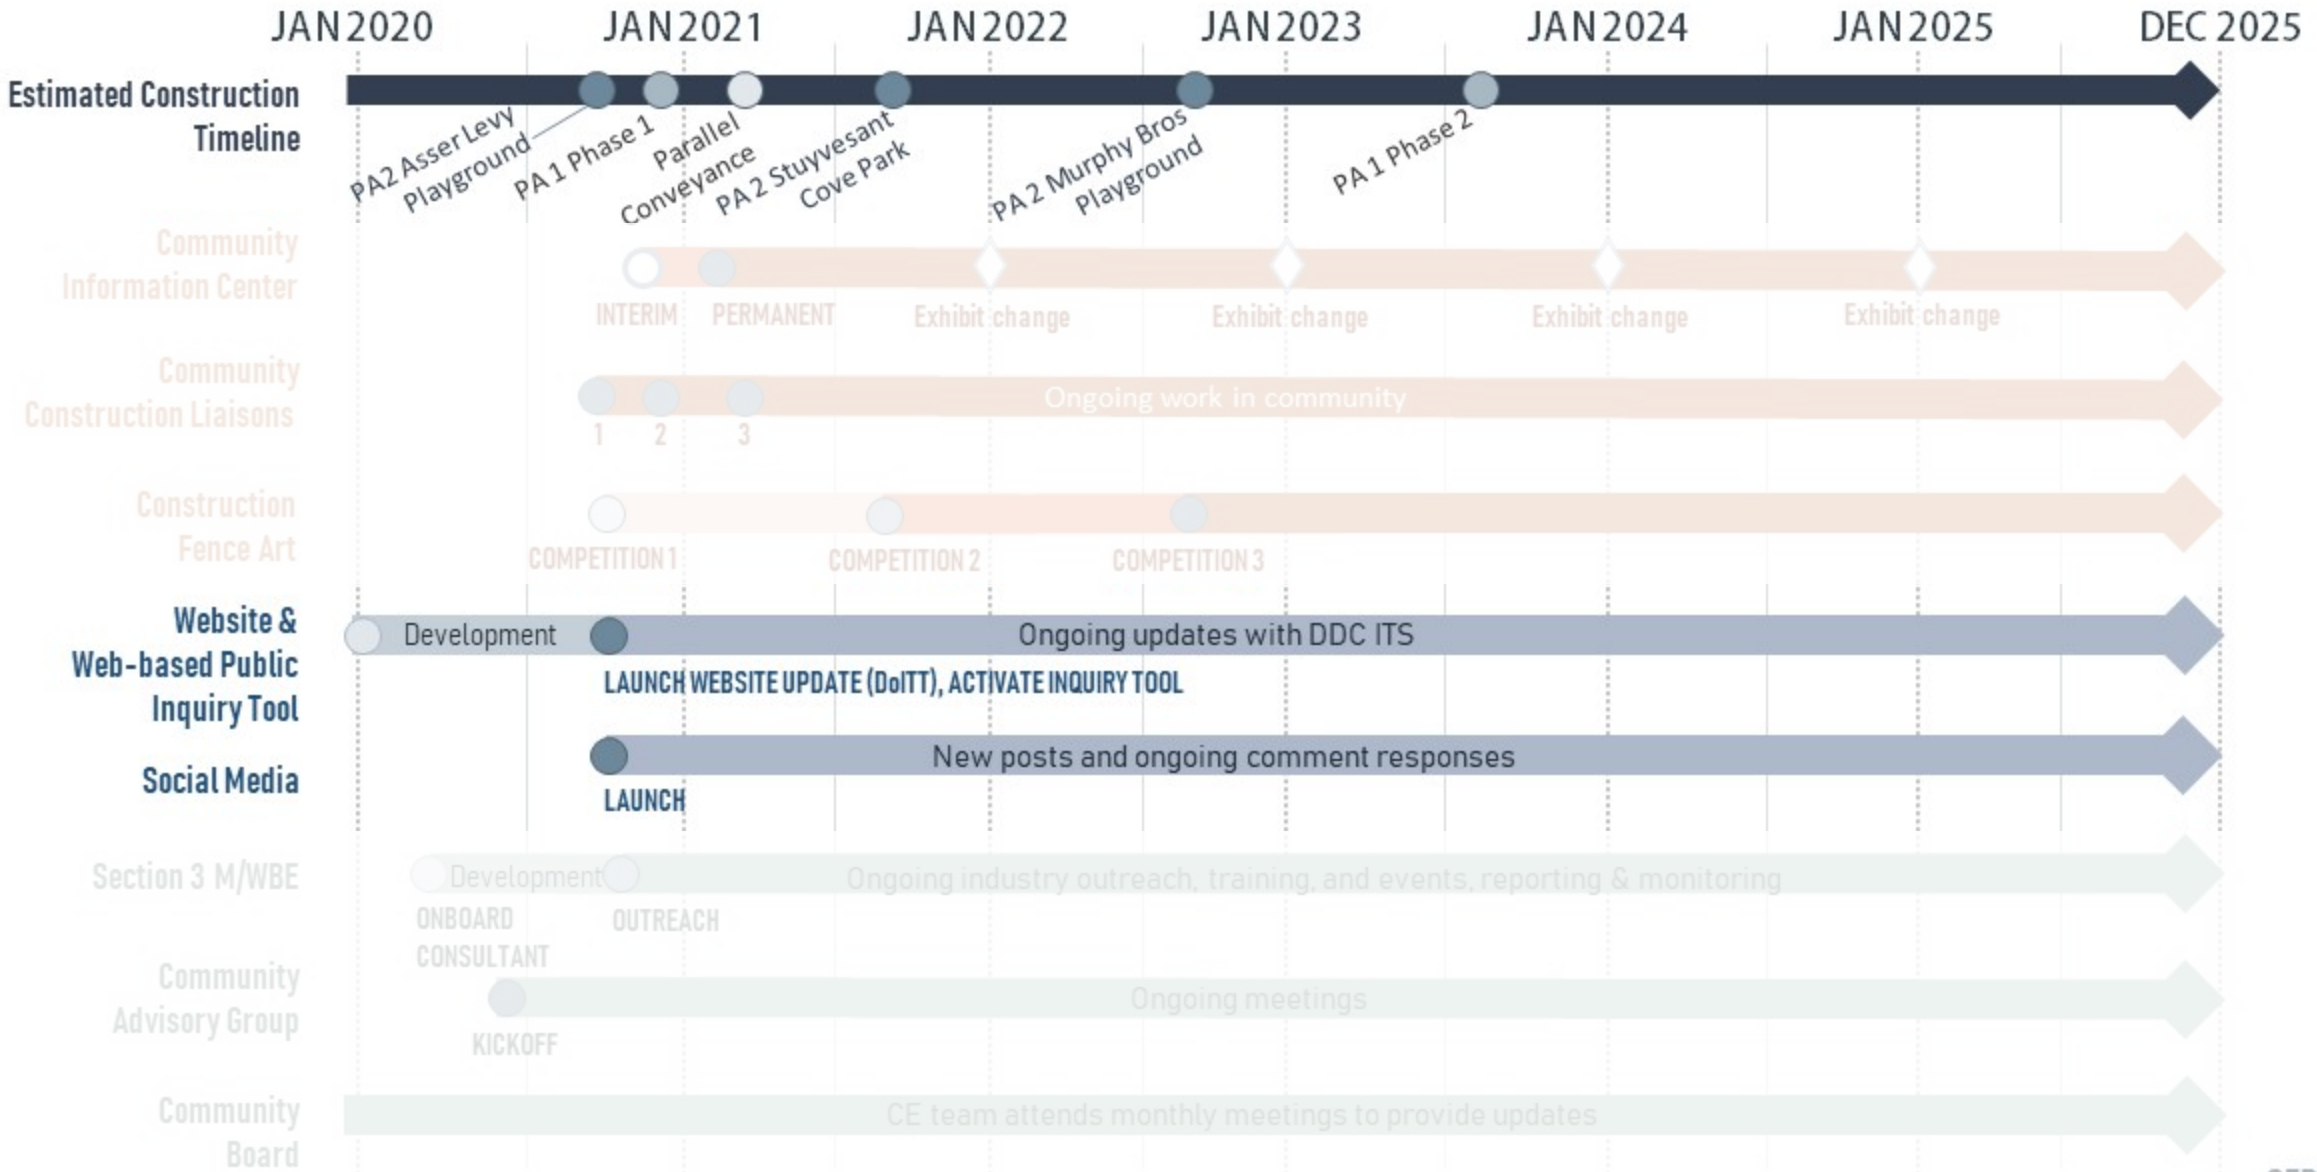 JAN 2020 JAN 2021 JAN 2022 JAN 2023 JAN 2024 JAN 2025 DEC 2025
Estimated Construction
Timeline
PA2 Asser Levy
Playground
PA 1 Phase 1
Parallel
Conveyance
PA 2 Stuyvesant
Cove Park
PA 2 Murphy Bros
Playground
PA 1 Phase 2
Community
Information Center
INTERIM PERMANENT Exhibit change Exhibit change Exhibit change Exhibit change
Community
Construction Liaisons
Ongoing work in community
1 2 3
Construction
Fence Art
COMPETITION 1 COMPETITION 2 COMPETITION 3
Website &
Web-based Public
Inquiry Tool
Development Ongoing updates with DDC ITS
LAUNCH WEBSITE UPDATE (DoITT), ACTIVATE INQUIRY TOOL
Social Media
New posts and ongoing comment responses
LAUNCH
Section 3 M/WBE
Development Ongoing industry outreach, training, and events, reporting & monitoring
ONBOARD
CONSULTANT
OUTREACH
Community
Advisory Group
Ongoing meetings
KICKOFF
Community
Board
CE team attends monthly meetings to provide updates